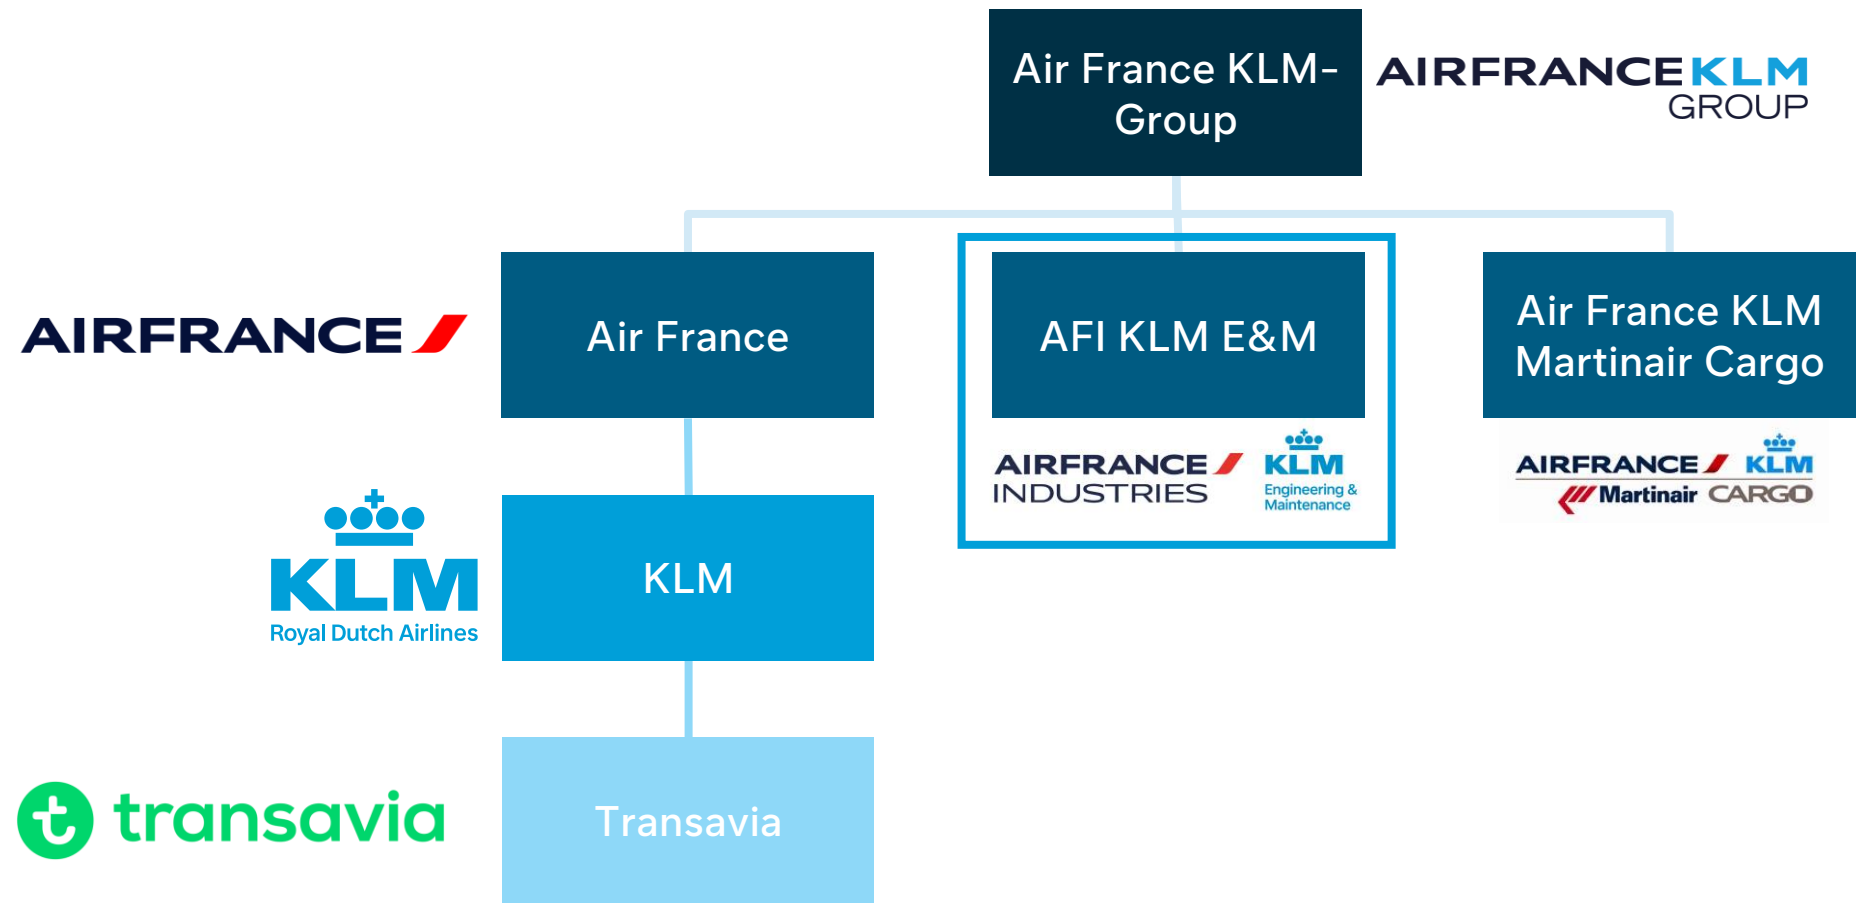 Air France KLM-
Group
AIRFRANCEKLM
GROUP
AIRFRANCE
Air France
AFI KLM E&M
Air France KLM
Martinair Cargo
AIRFRANCE
INDUSTRIES
KLM
Engineering &
Maintenance
AIRFRANCE KLM
Martinair CARGO
KLM
Royal Dutch Airlines
KLM
transavia
Transavia